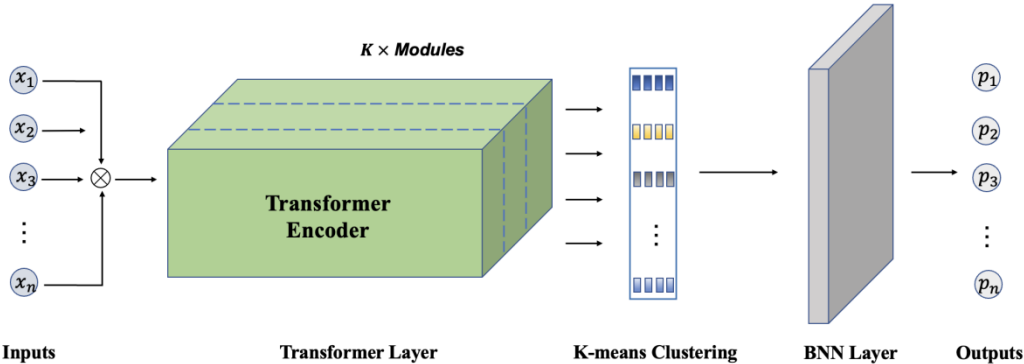 K × Modules
x₁
x₂
x₃
⋮
xₙ
Transformer
Encoder
⋮
p₁
p₂
p₃
⋮
pₙ
Inputs
Transformer Layer
K-means Clustering
BNN Layer
Outputs